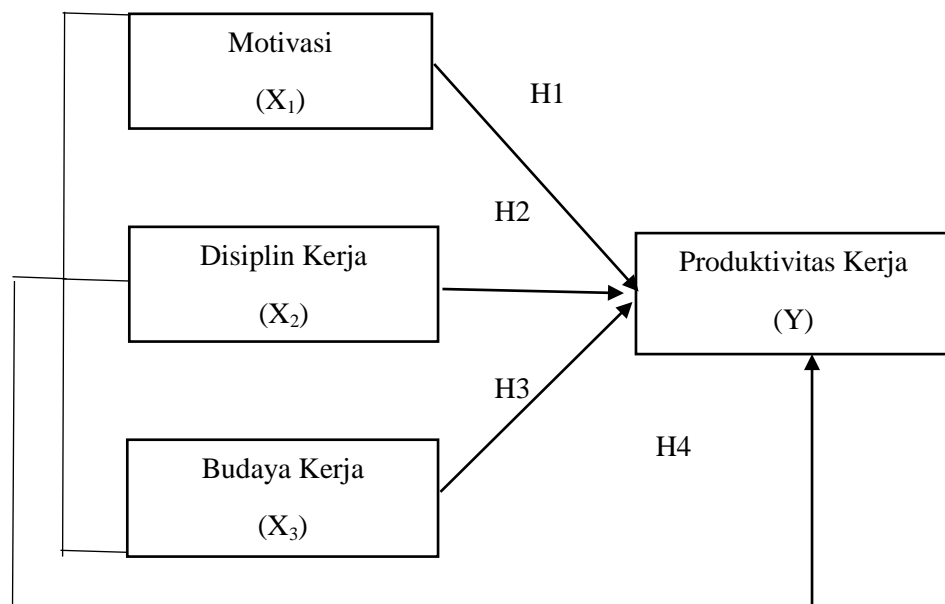 Motivasi
(X₁)
H1
H2
Disiplin Kerja
(X₂)
Produktivitas Kerja
(Y)
H3
H4
Budaya Kerja
(X₃)